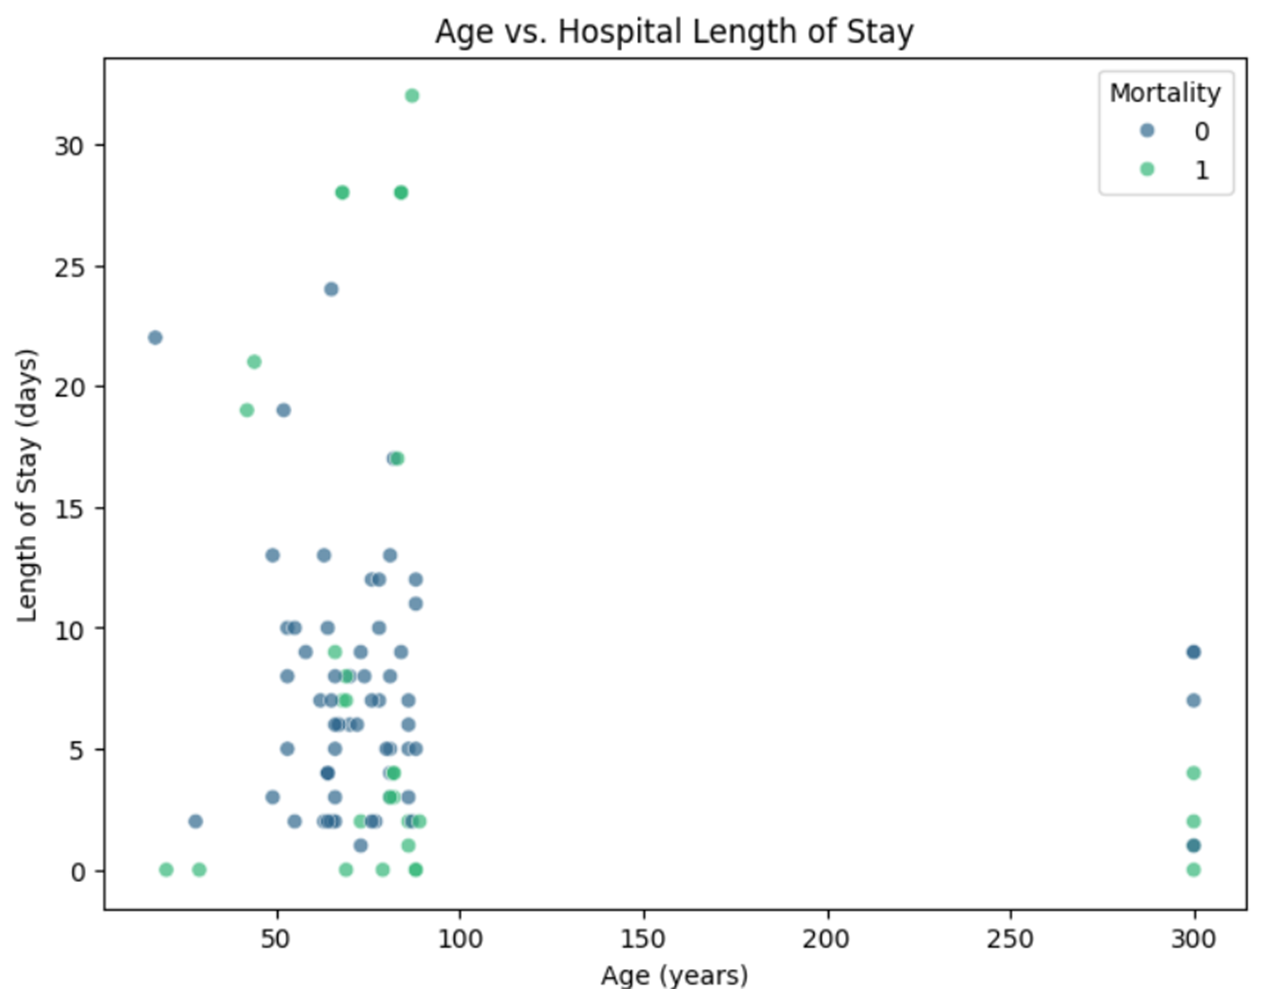 Age vs. Hospital Length of Stay
Mortality
0
1
Length of Stay (days)
30
25
20
15
10
5
0
50 100 150 200 250 300
Age (years)